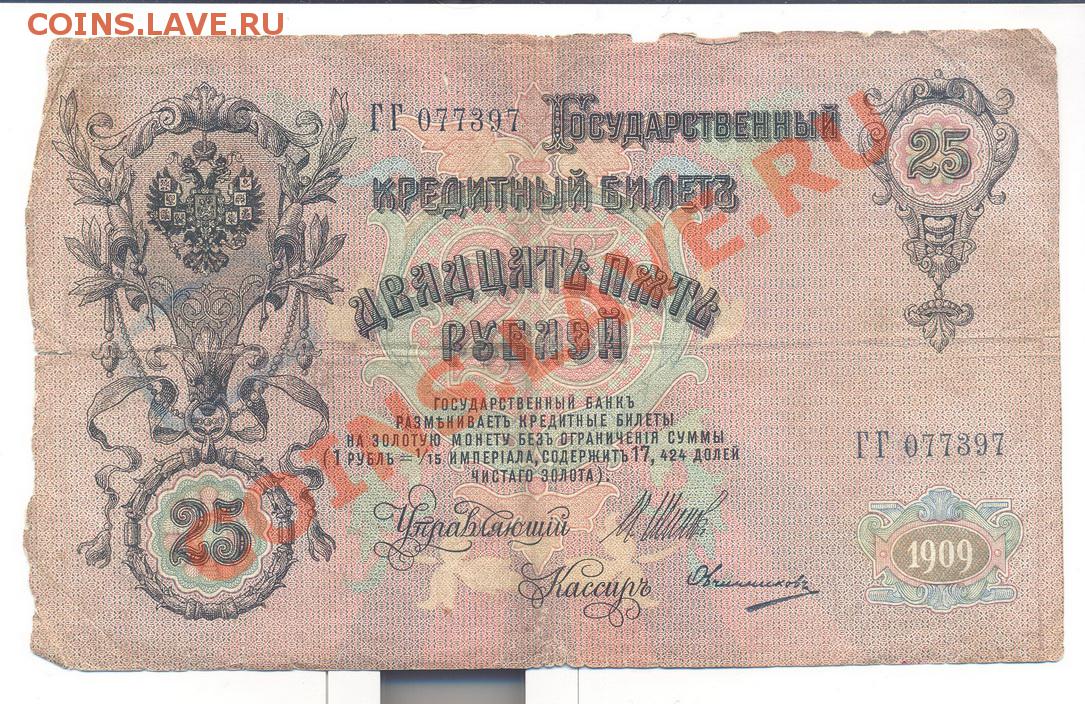 COINS.LAVE.RU
ГГ 077397
Государственный
25
кредитный билетъ
двадцать пять
рублей
COINS.LAVE.RU
ГОСУДАРСТВЕННЫЙ БАНКЪ
РАЗМѢНИВАЕТЪ КРЕДИТНЫЕ БИЛЕТЫ
НА ЗОЛОТУЮ МОНЕТУ БЕЗЪ ОГРАНИЧЕНІЯ СУММЫ
(1 РУБЛЬ = 1/15 ИМПЕРІАЛА, СОДЕРЖИТЪ 17, 424 ДОЛЕЙ
ЧИСТАГО ЗОЛОТА).
ГГ 077397
25
Управляющій
И. Шипов
1909
Кассиръ
Овчинниковъ